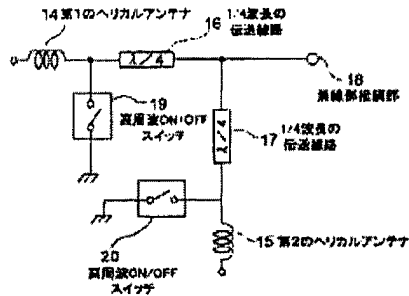 14 第1のヘリカルアンテナ
16 1/4波長の
伝送線路
λ/4
18
無線部接続部
19
高周波ON/OFF
スイッチ
λ/4
17 1/4波長の
伝送線路
20
高周波ON/OFF
スイッチ
15 第2のヘリカルアンテナ